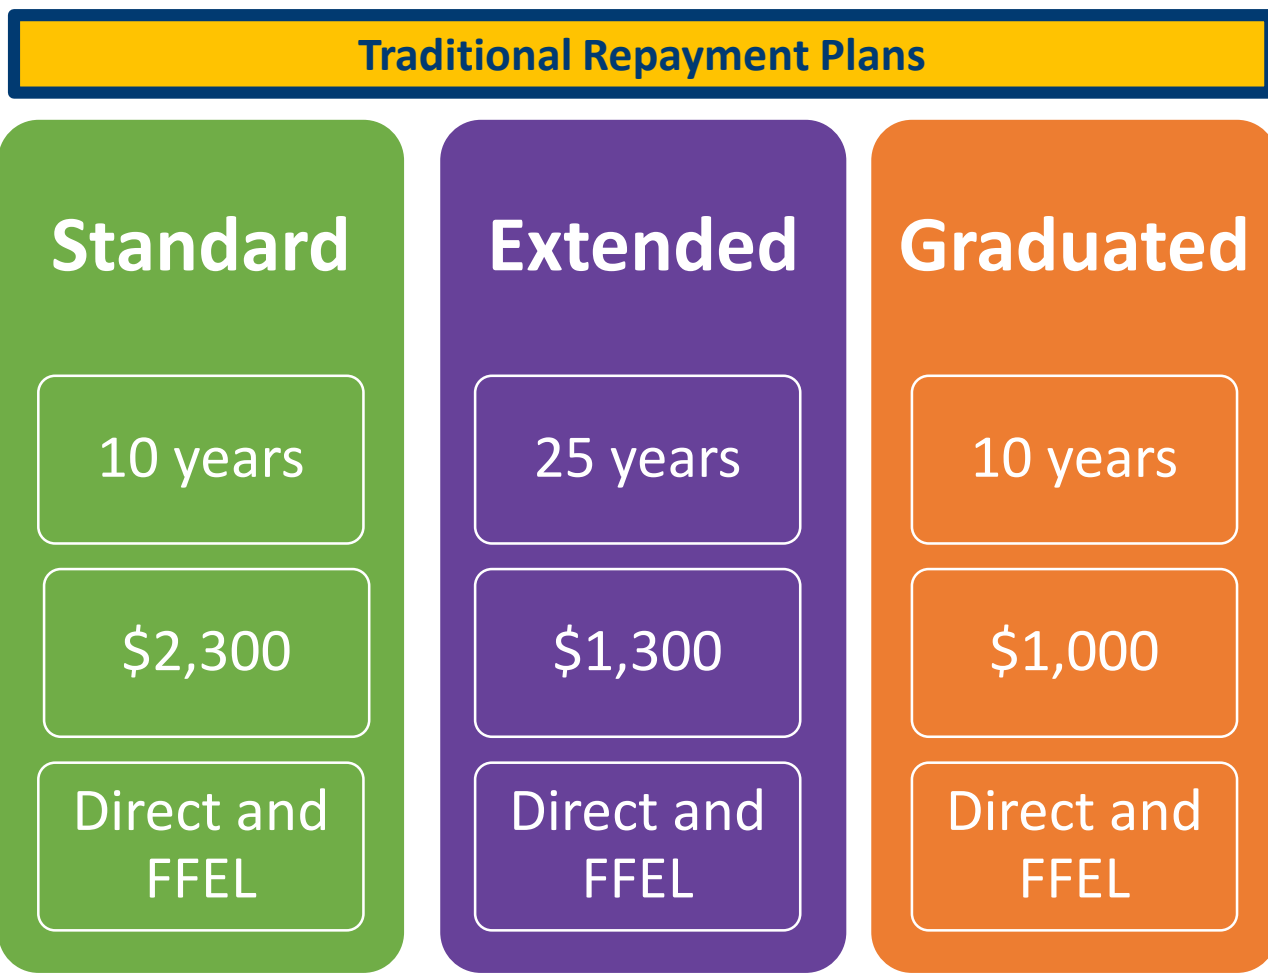 Traditional Repayment Plans
Standard
10 years
$2,300
Direct and
FFEL
Extended
25 years
$1,300
Direct and
FFEL
Graduated
10 years
$1,000
Direct and
FFEL